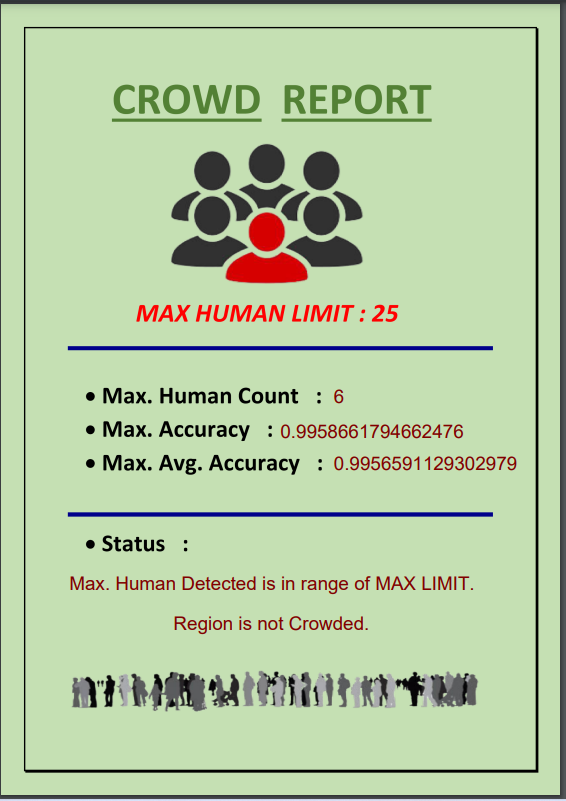 CROWD REPORT
MAX HUMAN LIMIT : 25
• Max. Human Count : 6
• Max. Accuracy : 0.9958661794662476
• Max. Avg. Accuracy : 0.9956591129302979
• Status :
Max. Human Detected is in range of MAX LIMIT.
Region is not Crowded.